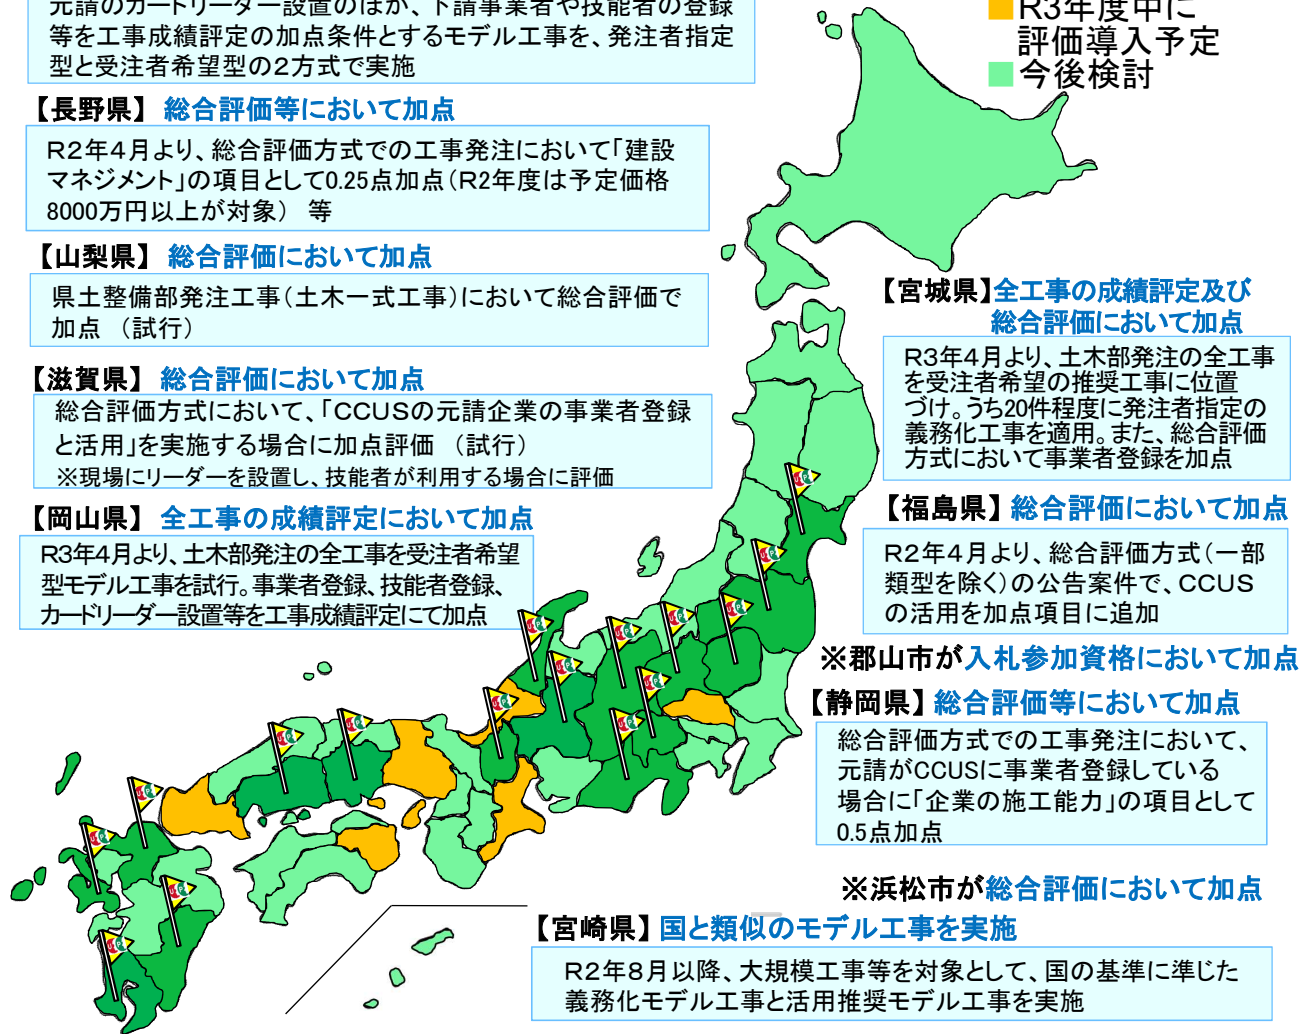 元請のカードリーダー設置のほか、下請事業者や技能者の登録
等を工事成績評定の加点条件とするモデル工事を、発注者指定
型と受注者希望型の2方式で実施
【長野県】 総合評価等において加点
R2年4月より、総合評価方式での工事発注において「建設
マネジメント」の項目として0.25点加点(R2年度は予定価格
8000万円以上が対象) 等
【山梨県】 総合評価において加点
県土整備部発注工事(土木一式工事)において総合評価で
加点 (試行)
【滋賀県】 総合評価において加点
総合評価方式において、「CCUSの元請企業の事業者登録
と活用」を実施する場合に加点評価 (試行)
※現場にリーダーを設置し、技能者が利用する場合に評価
【岡山県】 全工事の成績評定において加点
R3年4月より、土木部発注の全工事を受注者希望
型モデル工事を試行。事業者登録、技能者登録、
カードリーダー設置等を工事成績評定にて加点
R3年度中に
評価導入予定
今後検討
【宮城県】全工事の成績評定及び
総合評価において加点
R3年4月より、土木部発注の全工事
を受注者希望の推奨工事に位置
づけ。うち20件程度に発注者指定の
義務化工事を適用。また、総合評価
方式において事業者登録を加点
【福島県】 総合評価において加点
R2年4月より、総合評価方式(一部
類型を除く)の公告案件で、CCUS
の活用を加点項目に追加
※郡山市が入札参加資格において加点
【静岡県】 総合評価等において加点
総合評価方式での工事発注において、
元請がCCUSに事業者登録している
場合に「企業の施工能力」の項目として
0.5点加点
※浜松市が総合評価において加点
【宮崎県】 国と類似のモデル工事を実施
R2年8月以降、大規模工事等を対象として、国の基準に準じた
義務化モデル工事と活用推奨モデル工事を実施